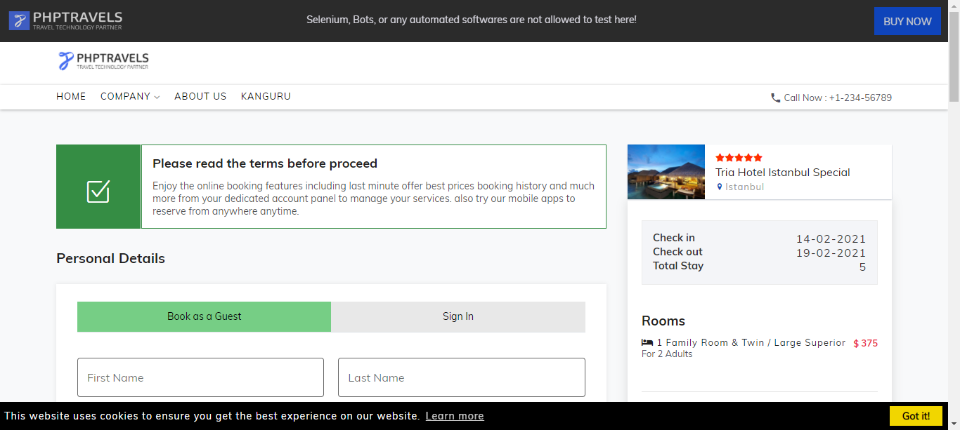 PHPTRAVELS
TRAVEL TECHNOLOGY PARTNER
Selenium, Bots, or any automated softwares are not allowed to test here!
BUY NOW
PHPTRAVELS
TRAVEL TECHNOLOGY PARTNER
HOME COMPANY ABOUT US KANGURU
Call Now : +1-234-56789
Please read the terms before proceed
Enjoy the online booking features including last minute offer best prices booking history and much
more from your dedicated account panel to manage your services. also try our mobile apps to
reserve from anywhere anytime.
Tria Hotel Istanbul Special
Istanbul
Check in 14-02-2021
Check out 19-02-2021
Total Stay 5
Personal Details
Book as a Guest Sign In
First Name Last Name
Rooms
1 Family Room & Twin / Large Superior $ 375
For 2 Adults
This website uses cookies to ensure you get the best experience on our website. Learn more
Got it!